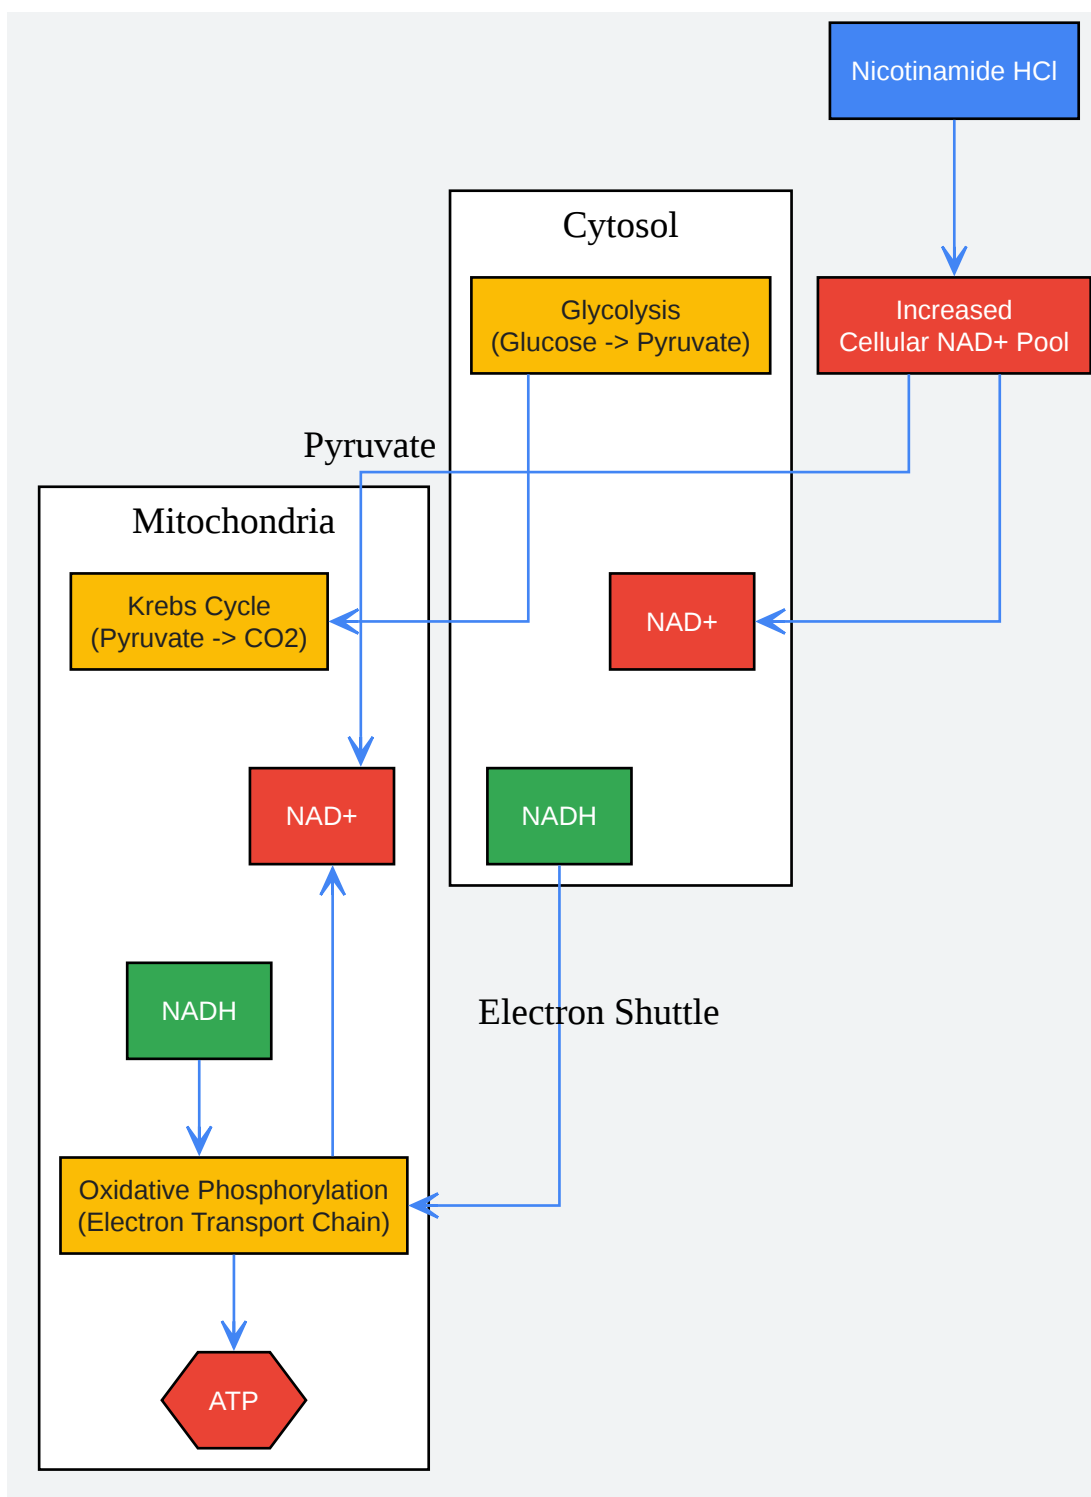 Nicotinamide HCl
Cytosol
Glycolysis
(Glucose -> Pyruvate)
Increased
Cellular NAD+ Pool
Pyruvate
Mitochondria
Krebs Cycle
(Pyruvate -> CO2)
NAD+
NAD+
NADH
NADH
Electron Shuttle
Oxidative Phosphorylation
(Electron Transport Chain)
ATP